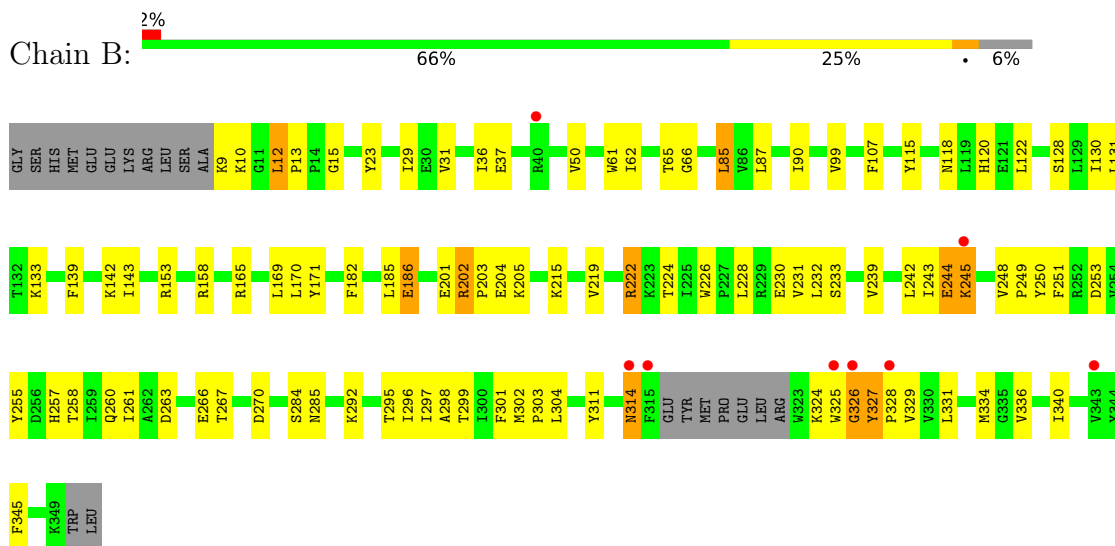 2%
Chain B:
66% 25% • 6%
GLY SER HIS MET GLU GLU LYS ARG LEU SER ALA K9 K10 G11 L12 P13 P14 G15 Y23 I29 E30 V31 I36 E37 R40 V50 W61 I62 T65 G66 L85 V86 L87 I90 V99 F107 Y115 N118 L119 H120 E121 L122 S128 L129 I130 L131
T132 K133 F139 K142 I143 R153 R158 R165 L169 L170 Y171 F182 L185 E186 E201 R202 P203 E204 K205 K215 V219 R222 K223 T224 I225 W226 P227 L228 R229 E230 V231 L232 S233 V239 L242 I243 E244 K245 V248 P249 Y250 F251 R252 D253 V254
Y255 D256 H257 T258 I259 Q260 I261 A262 D263 E266 T267 D270 S284 N285 K292 T295 I296 I297 A298 T299 I300 F301 M302 P303 L304 Y311 N314 F315 GLU TYR MET PRO GLU LEU ARG W323 K324 W325 G326 Y327 P328 V329 V330 L331 M334 G335 V336 I340 V343 Y344
F345 K349 TRP LEU